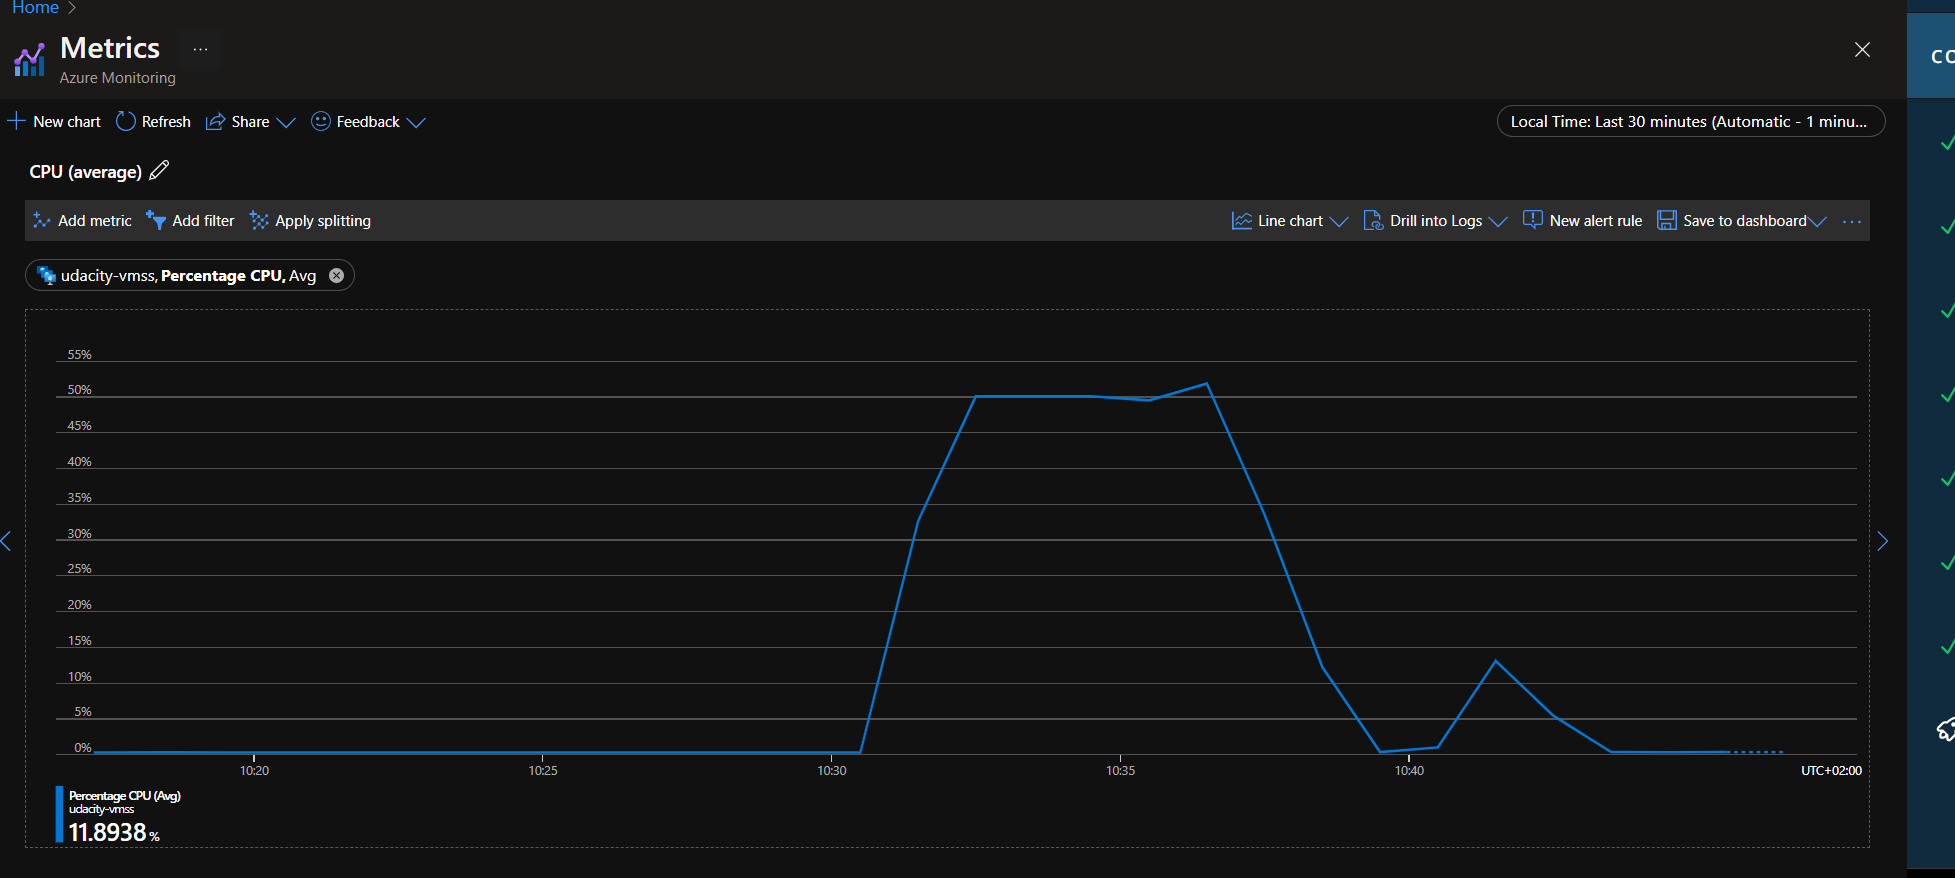 Home
Metrics
...
Azure Monitoring
New chart Refresh Share Feedback Local Time: Last 30 minutes (Automatic - 1 minu...
CPU (average)
Add metric Add filter Apply splitting Line chart Drill into Logs New alert rule Save to dashboard ...
udacity-vmss, Percentage CPU, Avg
55%
50%
45%
40%
35%
30%
25%
20%
15%
10%
5%
0%
10:20 10:25 10:30 10:35 10:40 UTC+02:00
Percentage CPU (Avg)
udacity-vmss
11.8938 %